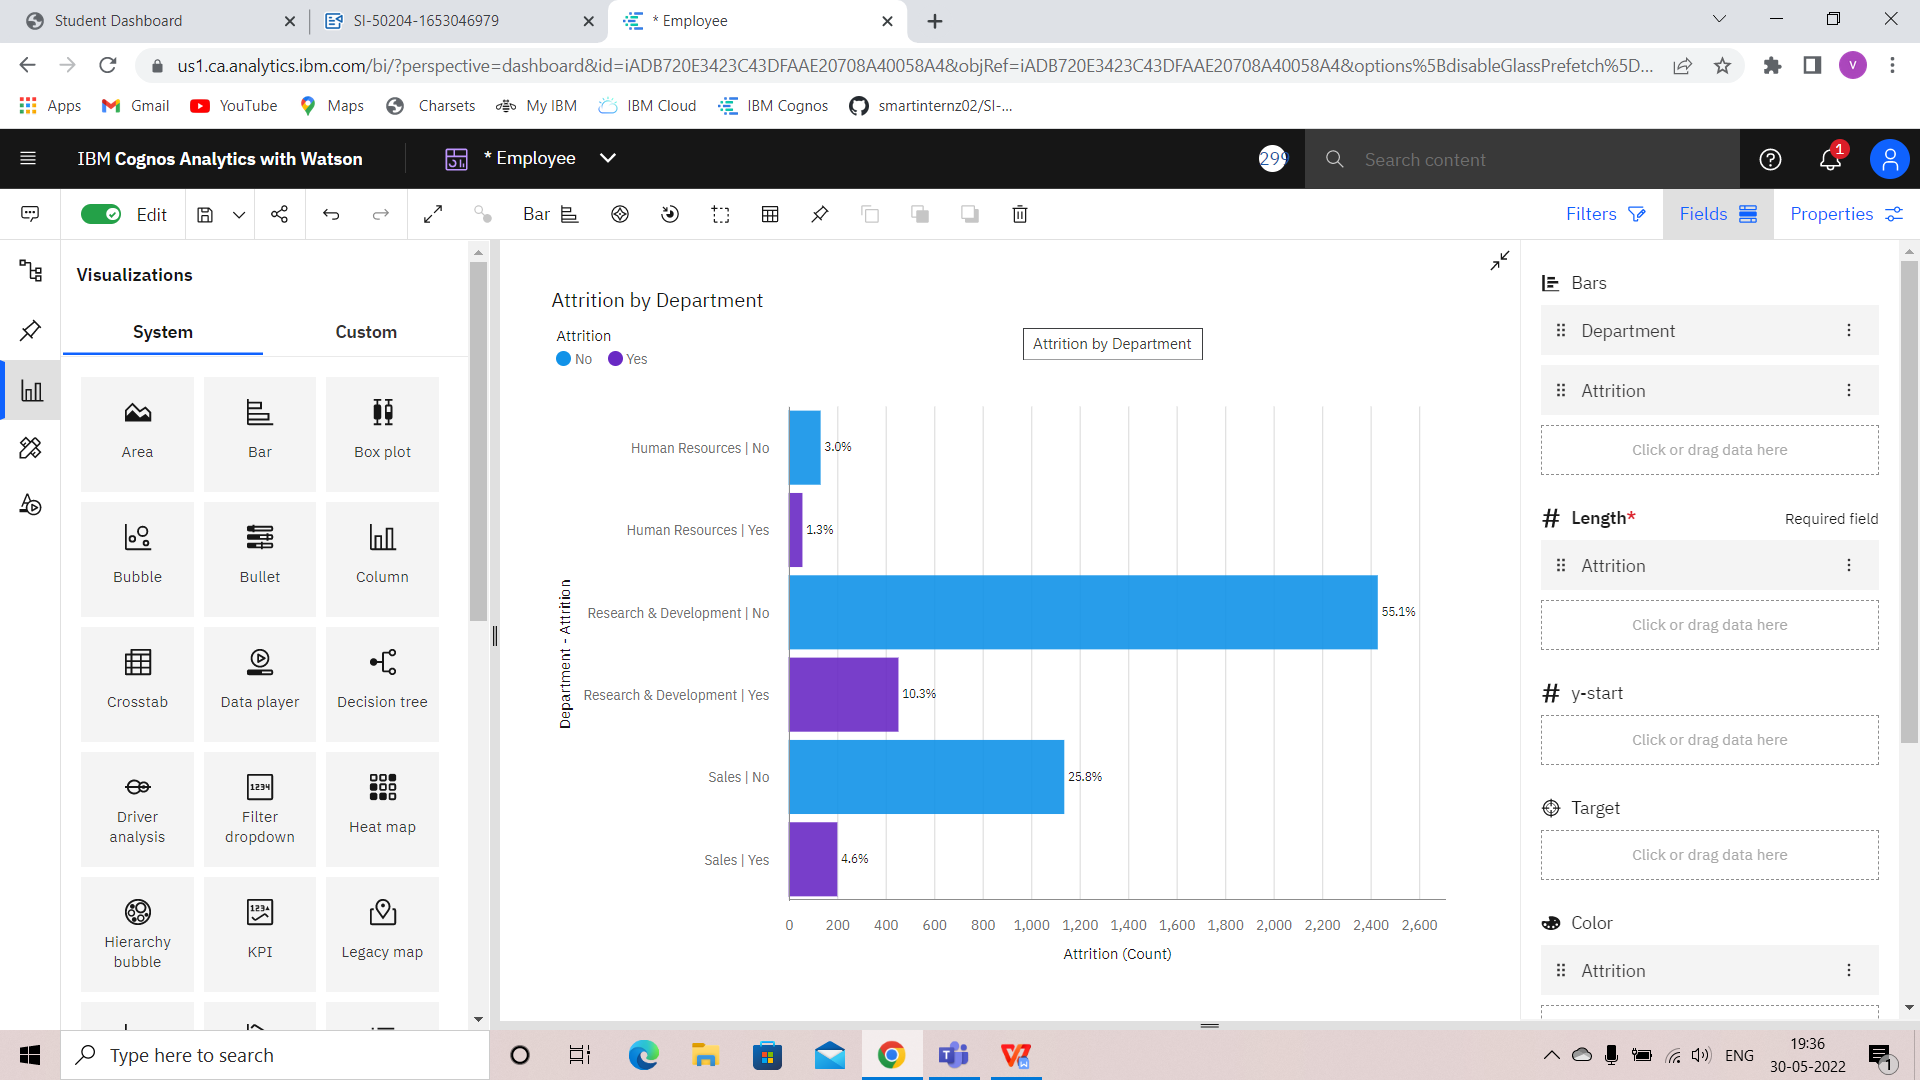 Student Dashboard
SI-50204-1653046979
* Employee
us1.ca.analytics.ibm.com/bi/?perspective=dashboard&id=iADB720E3423C43DFAAE20708A40058A4&objRef=iADB720E3423C43DFAAE20708A40058A4&options%5BdisableGlassPrefetch%5D...
V
Apps
Gmail
YouTube
Maps
Charsets
My IBM
IBM Cloud
IBM Cognos
smartinternz02/SI-...
IBM Cognos Analytics with Watson
* Employee
299
Search content
1
Edit
Bar
Filters
Fields
Properties
Visualizations
System
Custom
Area
Bar
Box plot
Bubble
Bullet
Column
Crosstab
Data player
Decision tree
Driver
analysis
1234
Filter
dropdown
Heat map
Hierarchy
bubble
123
KPI
Legacy map
Attrition by Department
Attrition
No
Yes
Attrition by Department
Department - Attrition
Human Resources | No
3.0%
Human Resources | Yes
1.3%
Research & Development | No
55.1%
Research & Development | Yes
10.3%
Sales | No
25.8%
Sales | Yes
4.6%
0 200 400 600 800 1,000 1,200 1,400 1,600 1,800 2,000 2,200 2,400 2,600
Attrition (Count)
Bars
Department
Attrition
Click or drag data here
# Length*
Required field
Attrition
Click or drag data here
# y-start
Click or drag data here
Target
Click or drag data here
Color
Attrition
Type here to search
ENG
19:36
30-05-2022
1